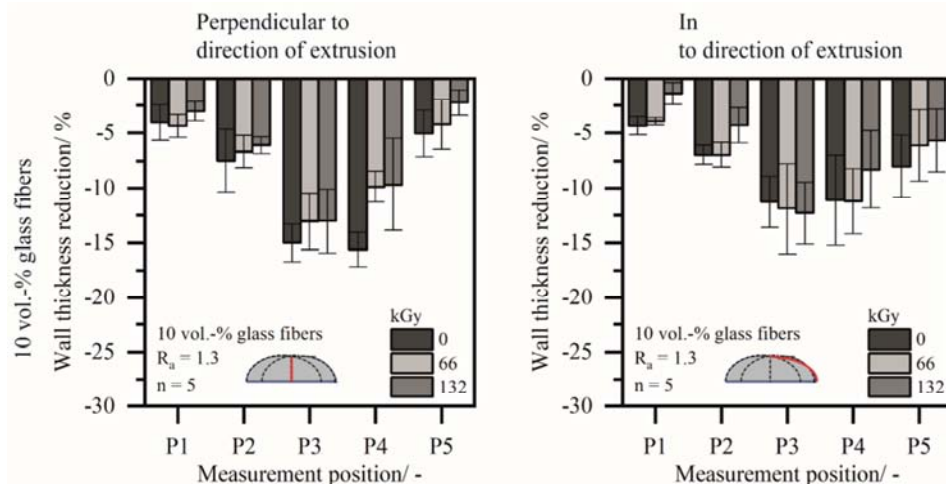 10 vol.-% glass fibers
Perpendicular to
direction of extrusion
Wall thickness reduction/ %
0
-5
-10
-15
-20
-25
-30
10 vol.-% glass fibers
Ra = 1.3
n = 5
kGy
0
66
132
P1 P2 P3 P4 P5
Measurement position/ -
In
to direction of extrusion
Wall thickness reduction/ %
0
-5
-10
-15
-20
-25
-30
10 vol.-% glass fibers
Ra = 1.3
n = 5
kGy
0
66
132
P1 P2 P3 P4 P5
Measurement position/ -